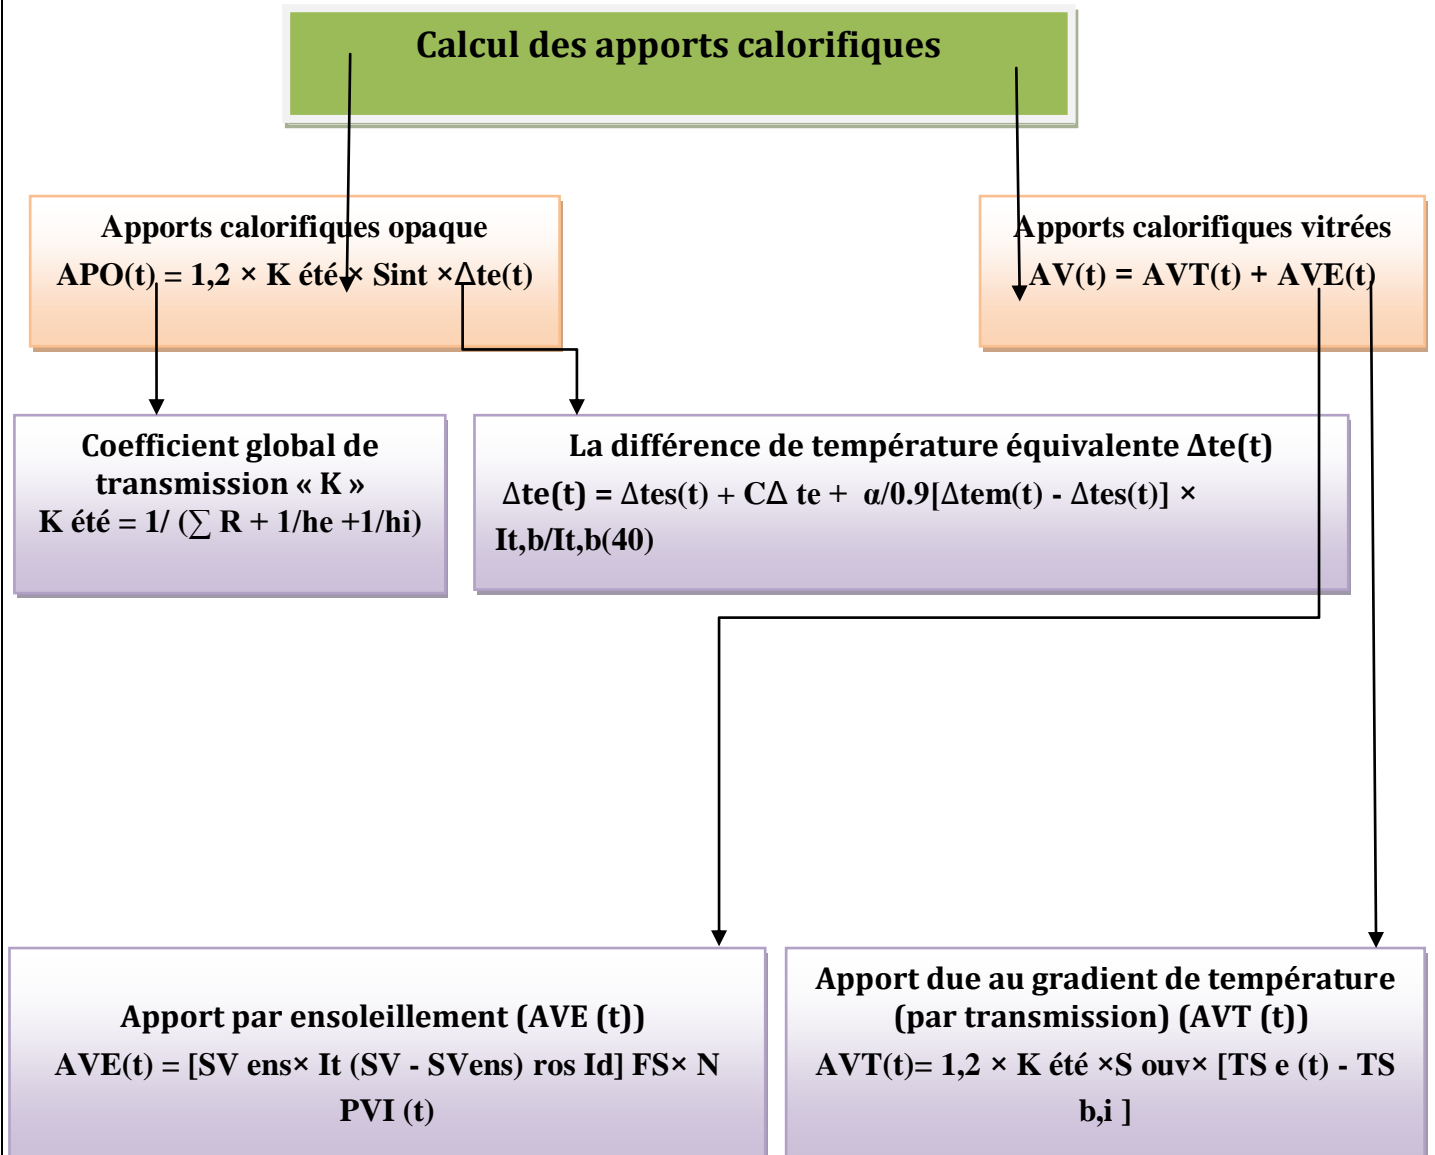 Calcul des apports calorifiques
Apports calorifiques opaque
APO(t) = 1,2 × K été × Sint ×Δte(t)
Apports calorifiques vitrées
AV(t) = AVT(t) + AVE(t)
Coefficient global de
transmission « K »
K été = 1/ (∑ R + 1/he +1/hi)
La différence de température équivalente Δte(t)
Δte(t) = Δtes(t) + CΔ te + α/0.9[Δtem(t) - Δtes(t)] ×
It,b/It,b(40)
Apport par ensoleillement (AVE (t))
AVE(t) = [SV ens× It (SV - SVens) ros Id] FS× N
PVI (t)
Apport due au gradient de température
(par transmission) (AVT (t))
AVT(t)= 1,2 × K été ×S ouv× [TS e (t) - TS
b,i ]